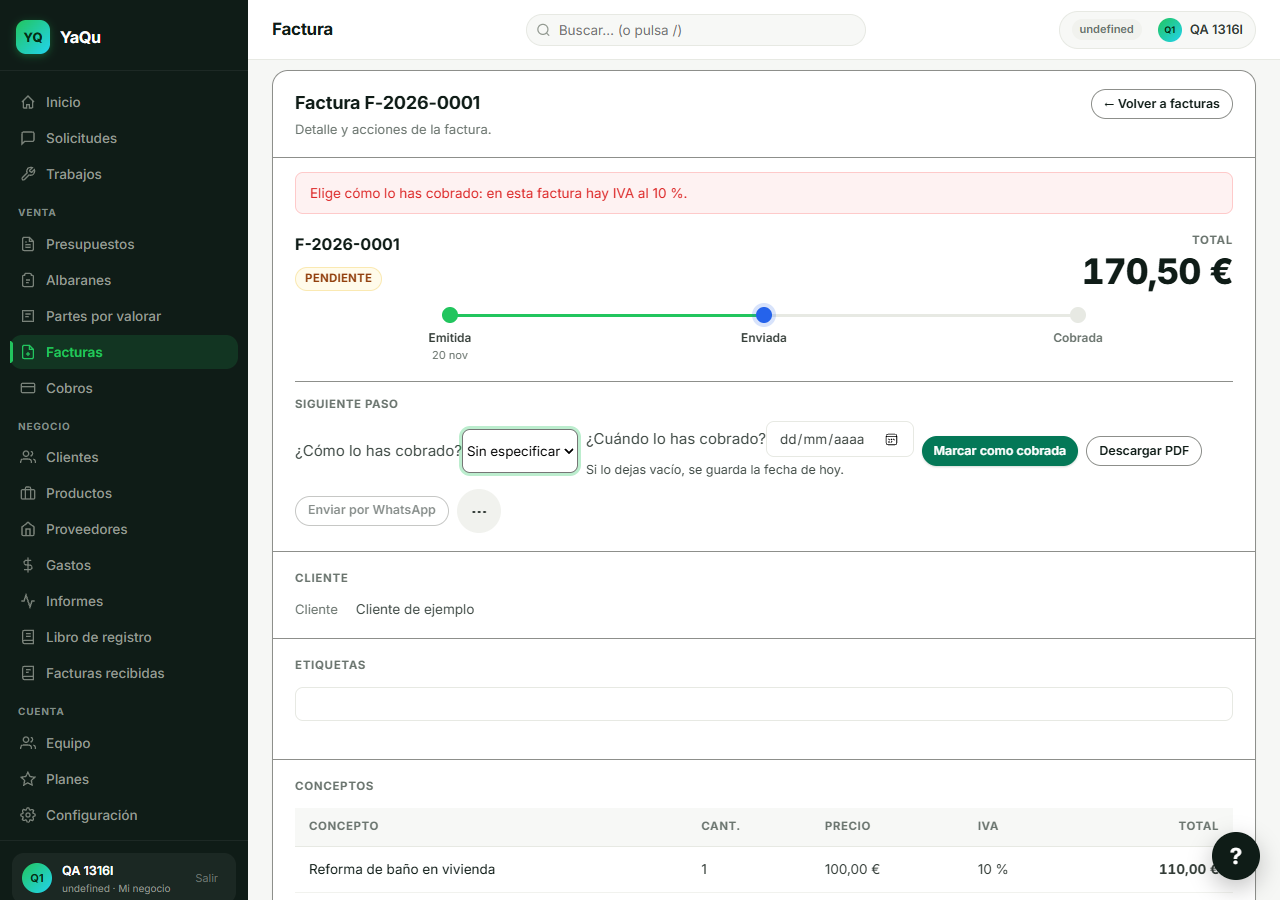 YQ YaQu
Inicio
Solicitudes
Trabajos
VENTA
Presupuestos
Albaranes
Partes por valorar
Facturas
Cobros
NEGOCIO
Clientes
Productos
Proveedores
Gastos
Informes
Libro de registro
Facturas recibidas
CUENTA
Equipo
Planes
Configuración
Q1 QA 1316I
undefined · Mi negocio
Salir
Factura
Buscar... (o pulsa /)
undefined Q1 QA 1316I
Factura F-2026-0001
← Volver a facturas
Detalle y acciones de la factura.
Elige cómo lo has cobrado: en esta factura hay IVA al 10 %.
F-2026-0001
TOTAL
PENDIENTE
170,50 €
Emitida Enviada Cobrada
20 nov
SIGUIENTE PASO
¿Cómo lo has cobrado? Sin especificar ¿Cuándo lo has cobrado? dd/mm/aaaa
Si lo dejas vacío, se guarda la fecha de hoy.
Marcar como cobrada Descargar PDF
Enviar por WhatsApp ...
CLIENTE
Cliente Cliente de ejemplo
ETIQUETAS
CONCEPTOS
CONCEPTO CANT. PRECIO IVA TOTAL
Reforma de baño en vivienda 1 100,00 € 10 % 110,00 €
?